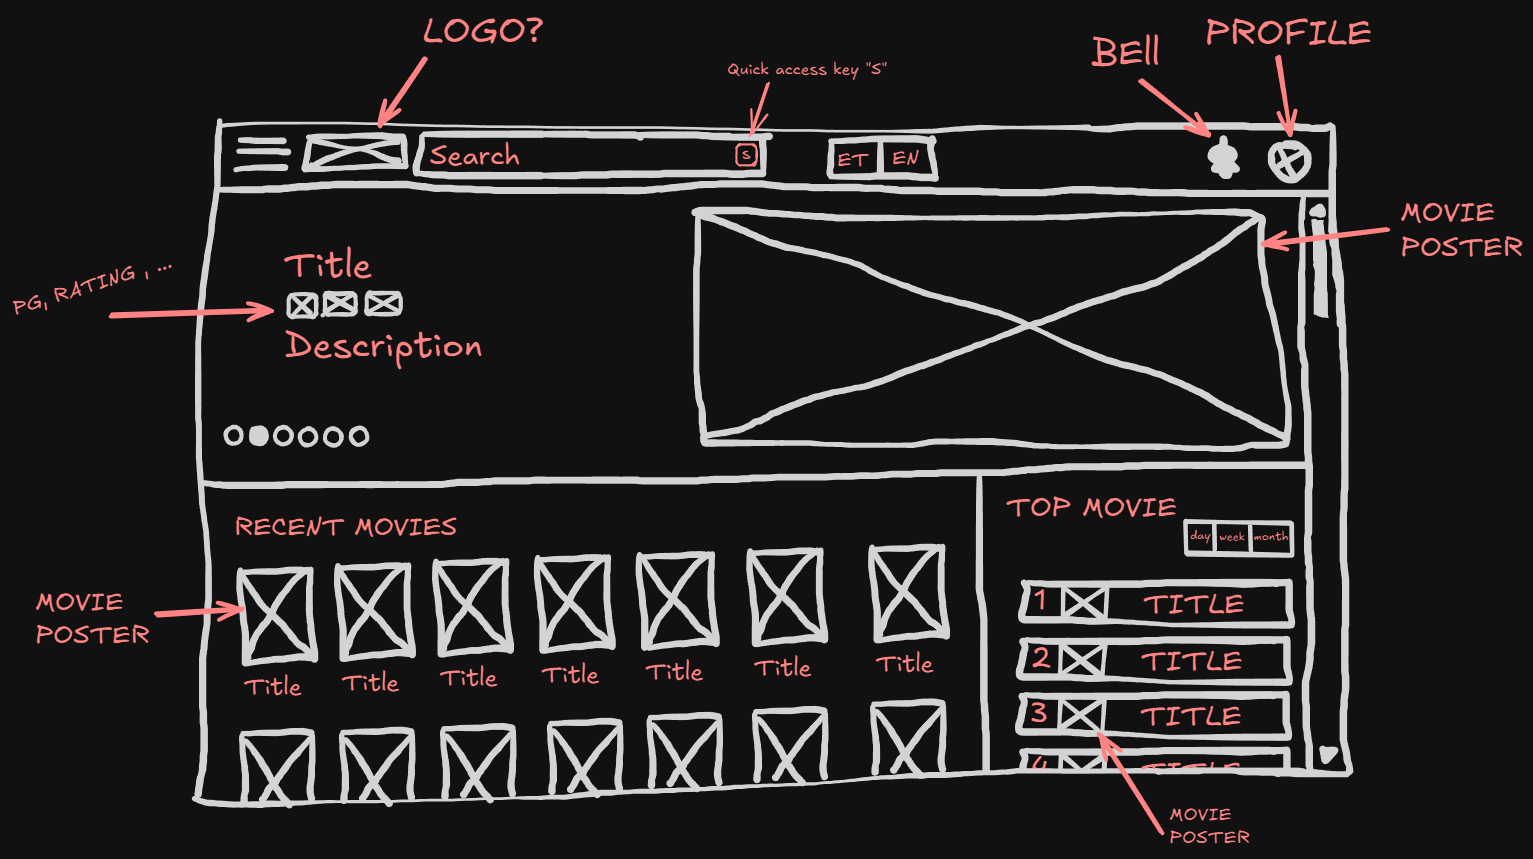 LOGO?
Quick access key "S"
Bell
PROFILE
Search
S
ET
EN
MOVIE
POSTER
PG, RATING, ...
Title
Description
RECENT MOVIES
TOP MOVIE
day
week
month
MOVIE
POSTER
1
TITLE
2
TITLE
3
TITLE
4
TITLE
Title
Title
Title
Title
Title
Title
Title
MOVIE
POSTER